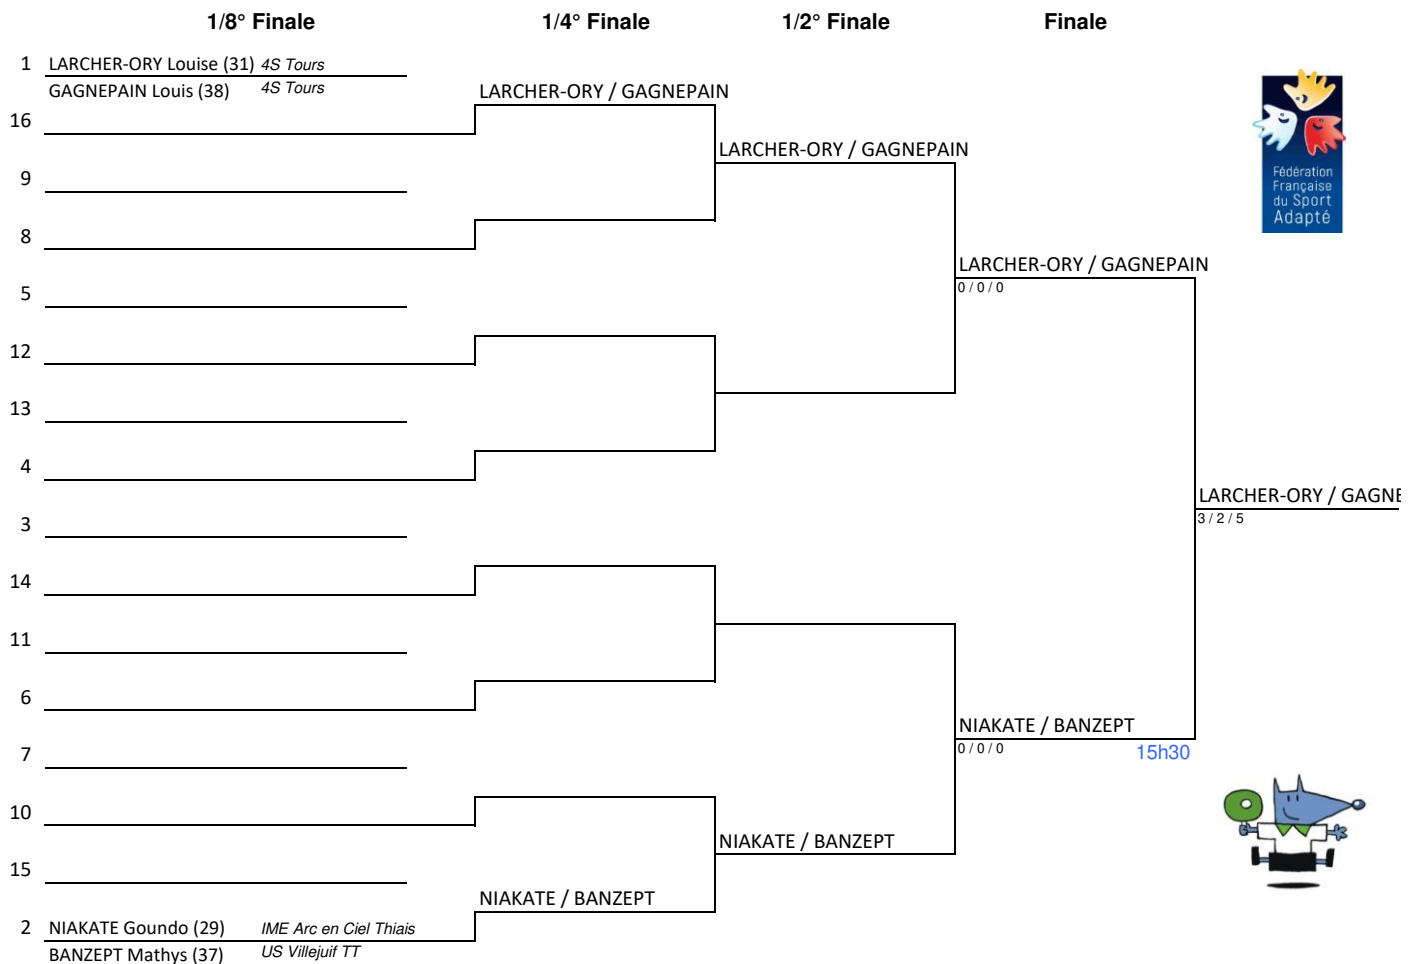 1/8° Finale 1/4° Finale 1/2° Finale Finale
1 LARCHER-ORY Louise (31) 4S Tours
GAGNEPAIN Louis (38) 4S Tours
LARCHER-ORY / GAGNEPAIN
16
LARCHER-ORY / GAGNEPAIN
9
Fédération
Française
du Sport
Adapté
8
LARCHER-ORY / GAGNEPAIN
0 / 0 / 0
5
12
13
4
LARCHER-ORY / GAGNE
3 / 2 / 5
3
14
11
6
NIAKATE / BANZEPT
0 / 0 / 0 15h30
7
10
NIAKATE / BANZEPT
15
NIAKATE / BANZEPT
2 NIAKATE Goundo (29) IME Arc en Ciel Thiais
BANZEPT Mathys (37) US Villejuif TT